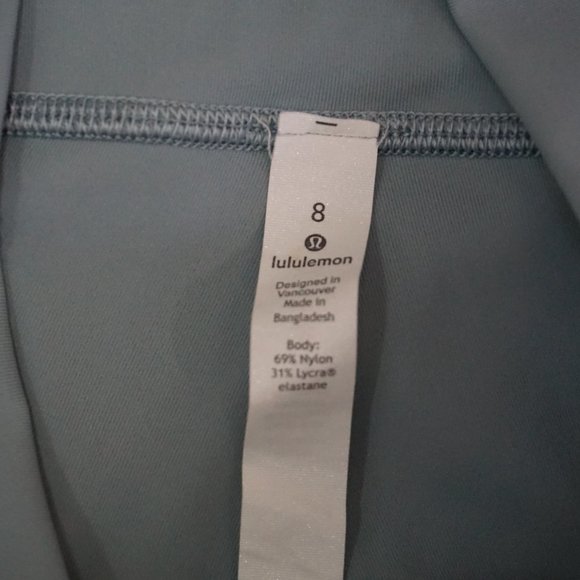 8
lululemon
Designed in
Vancouver
Made in
Bangladesh
Body:
69% Nylon
31% Lycra®
elastane